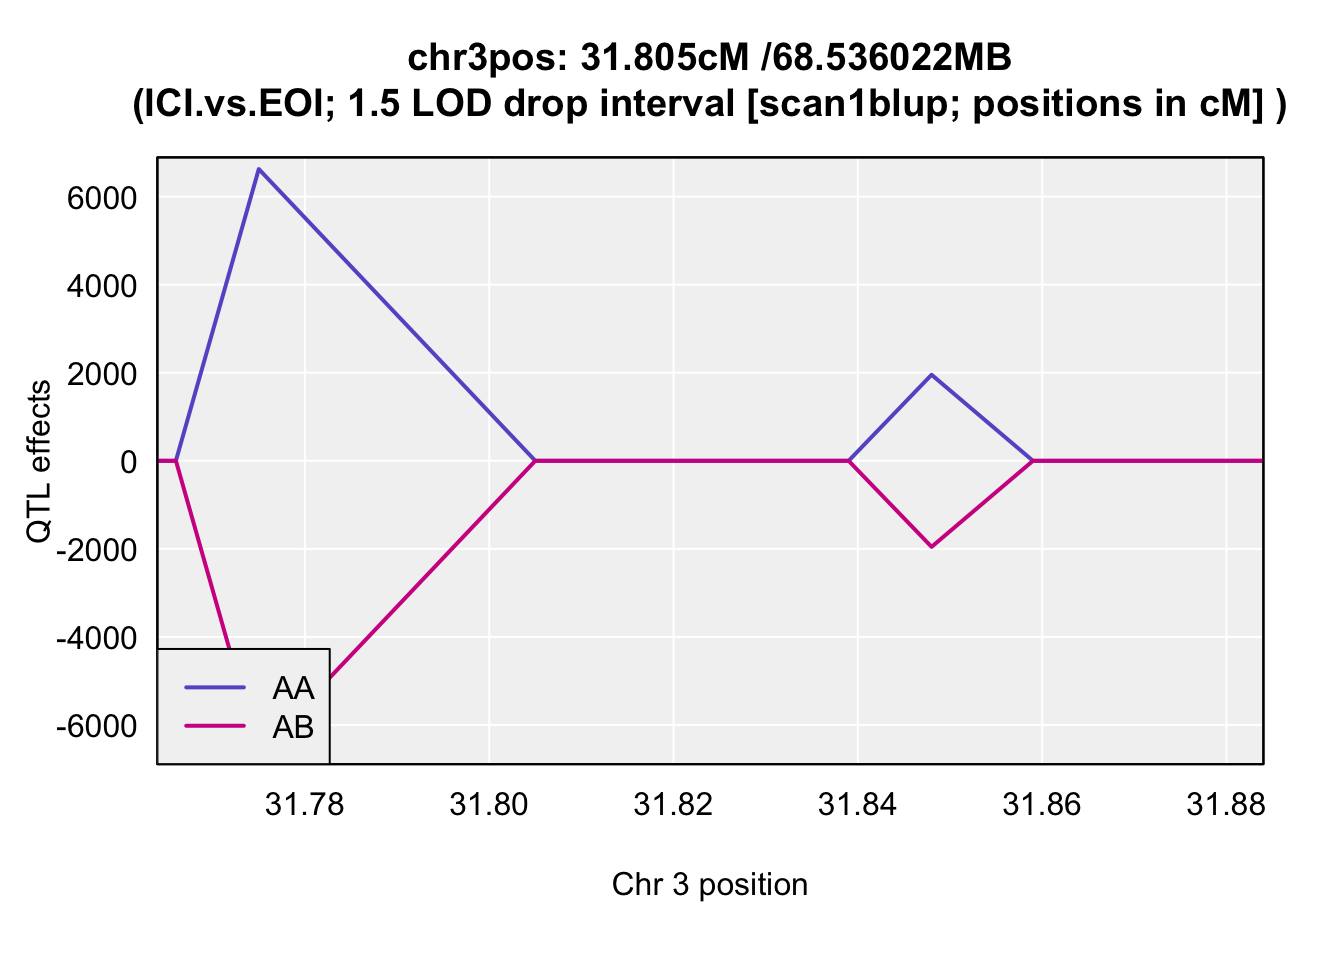 chr3pos: 31.805cM /68.536022MB
(ICI.vs.EOI; 1.5 LOD drop interval [scan1blup; positions in cM] )
QTL effects
6000
4000
2000
0
-2000
-4000
-6000
AA
AB
31.78 31.80 31.82 31.84 31.86 31.88
Chr 3 position